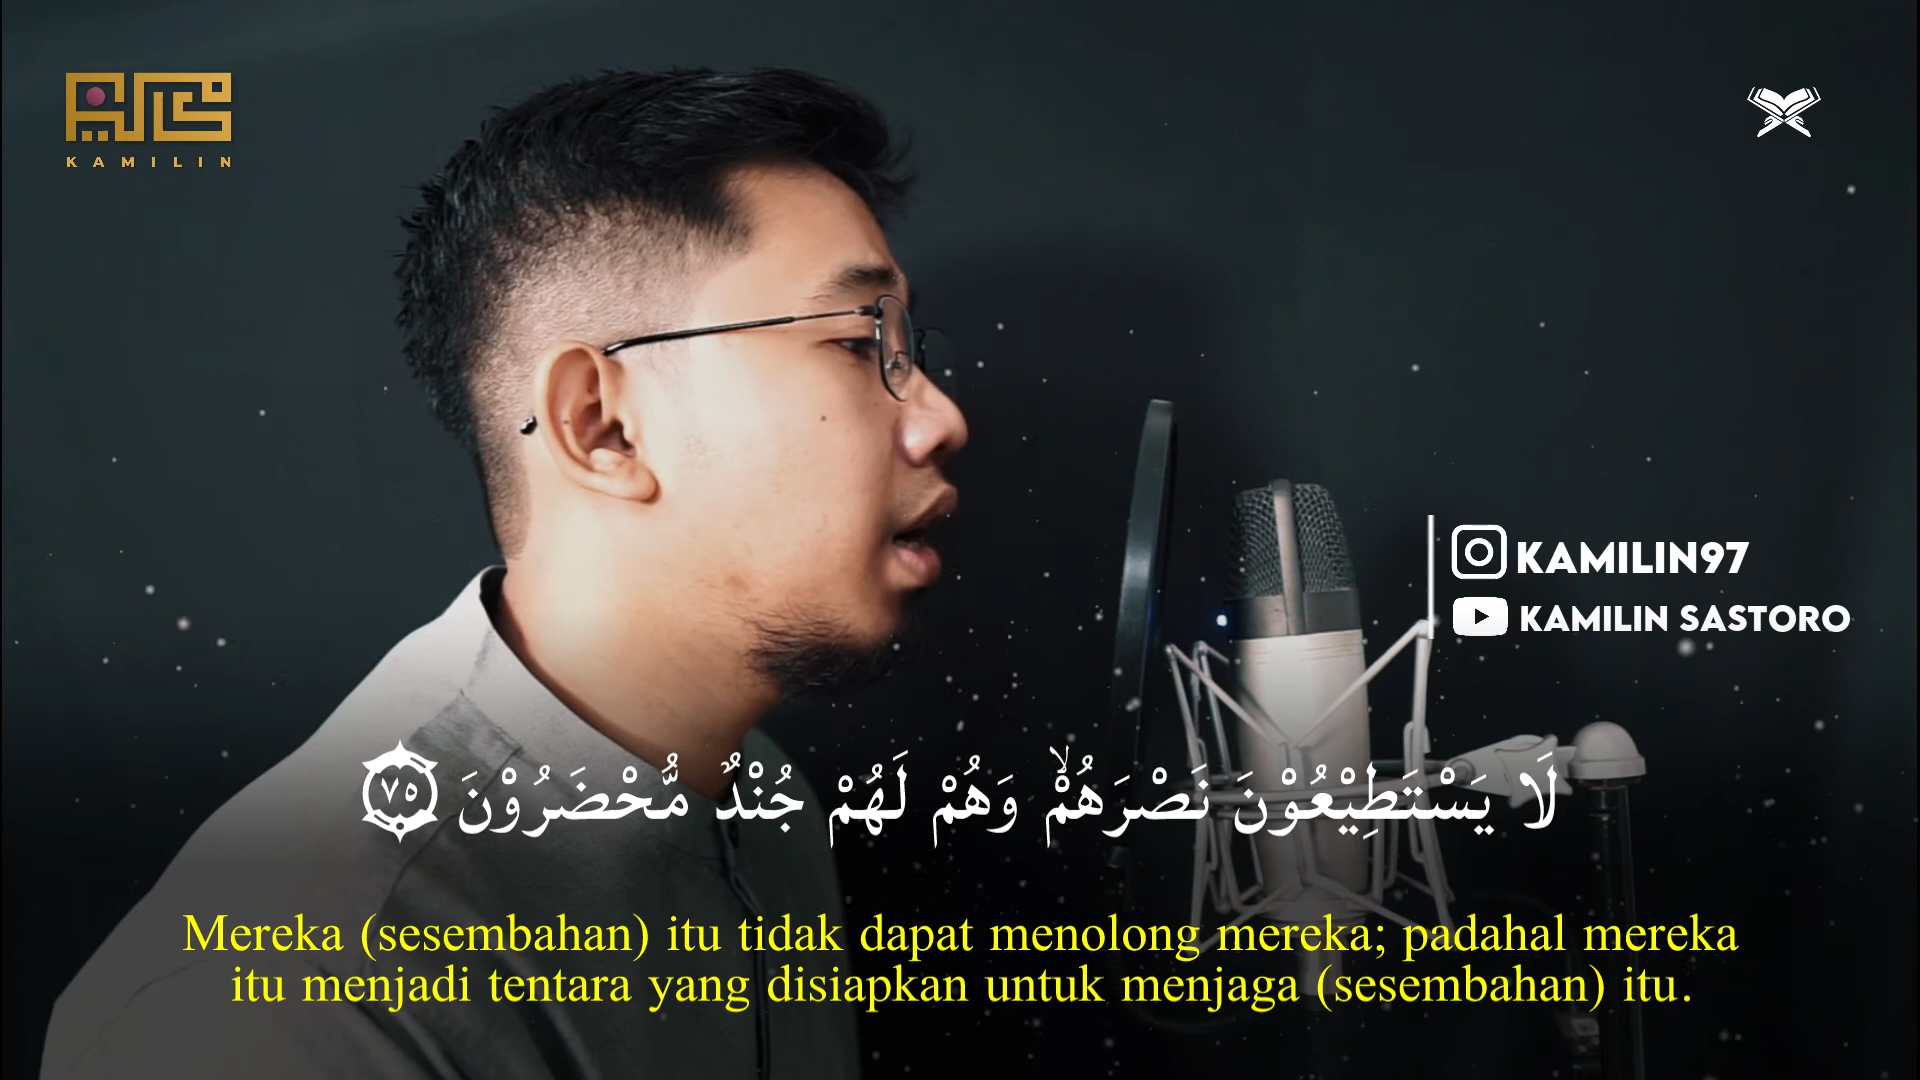 KAMILIN
KAMILIN97
KAMILIN SASTORO
لَا يَسْتَطِيْعُوْنَ نَصْرَهُمْۙ وَهُمْ لَهُمْ جُنْدٌ مُّحْضَرُوْنَ ٧٥
Mereka (sesembahan) itu tidak dapat menolong mereka; padahal mereka
itu menjadi tentara yang disiapkan untuk menjaga (sesembahan) itu.